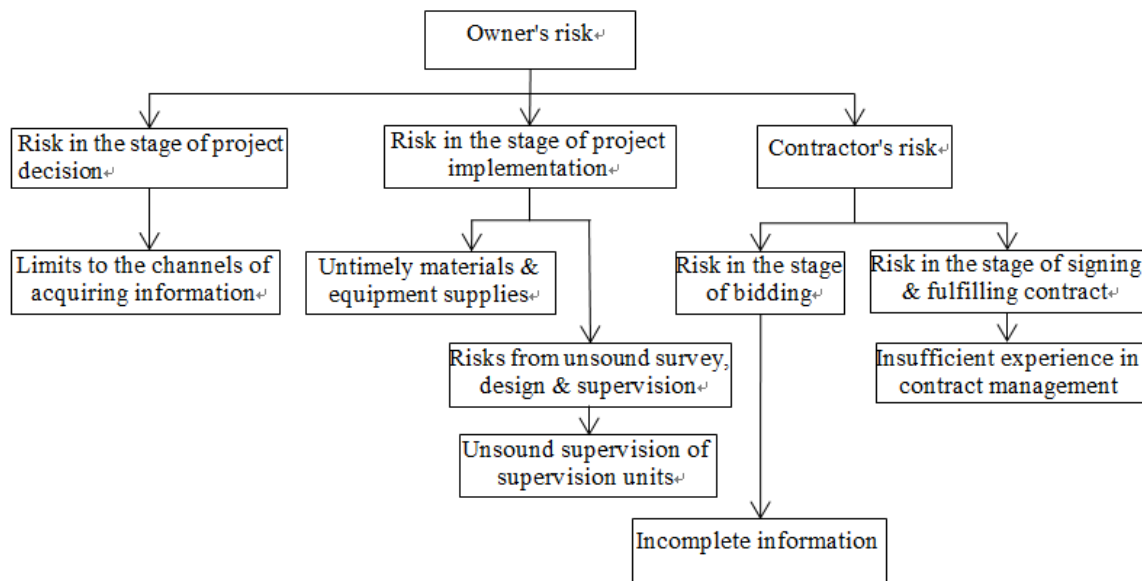 Owner's risk
Risk in the stage of project
decision
Risk in the stage of project
implementation
Contractor's risk
Limits to the channels of
acquiring information
Untimely materials &
equipment supplies
Risk in the stage
of bidding
Risk in the stage of signing
& fulfilling contract
Risks from unsound survey,
design & supervision
Insufficient experience in
contract management
Unsound supervision of
supervision units
Incomplete information